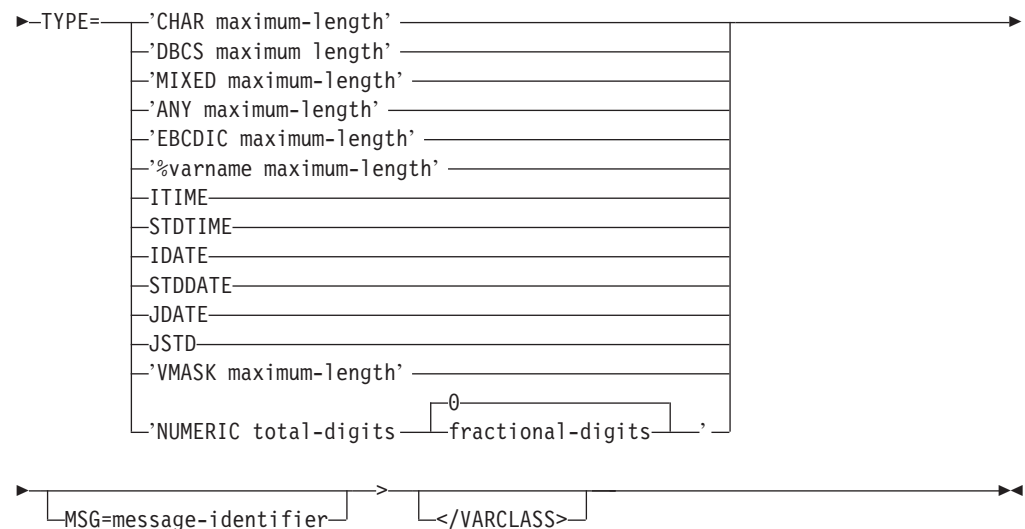 TYPE= 'CHAR maximum-length'
'DBCS maximum length'
'MIXED maximum-length'
'ANY maximum-length'
'EBCDIC maximum-length'
'%varname maximum-length'
ITIME
STDTIME
IDATE
STDDATE
JDATE
JSTD
'VMASK maximum-length'
0
'NUMERIC total-digits fractional-digits '
>
MSG=message-identifier </VARCLASS>